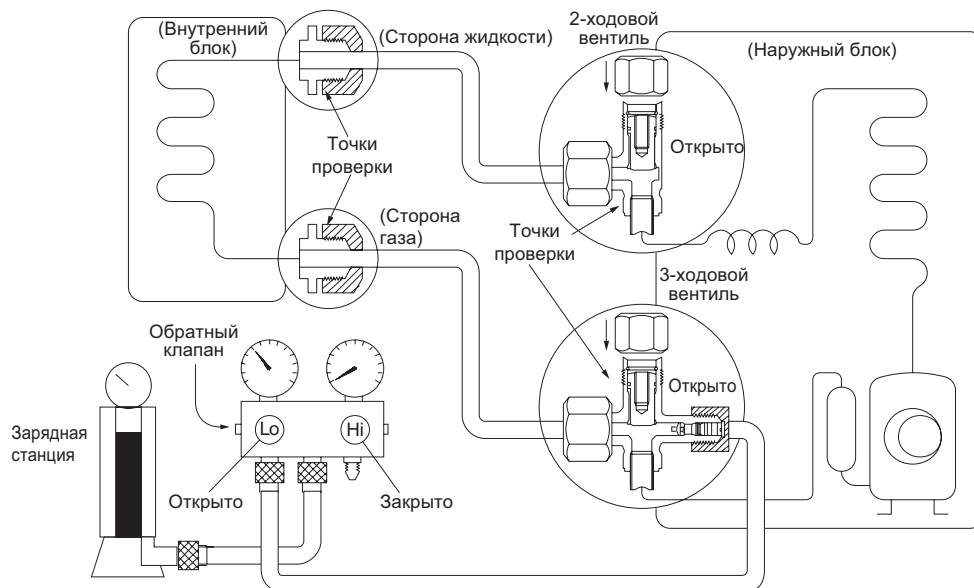 (Внутренний
блок)
(Сторона жидкости)
2-ходовой
вентиль
(Наружный блок)
Открыто
Точки
проверки
(Сторона
газа)
Точки
проверки
3-ходовой
вентиль
Обратный
клапан
Открыто
Зарядная
станция
Lo
Hi
Открыто
Закрыто